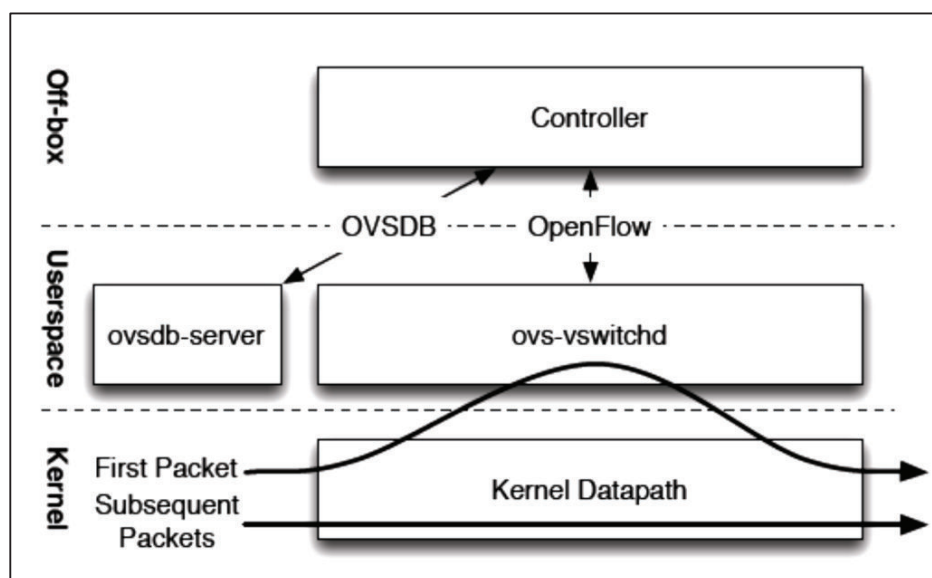 Off-box
Controller
OVSDB
OpenFlow
Userspace
ovsdb-server
ovs-vswitchd
Kernel
First Packet
Subsequent
Packets
Kernel Datapath